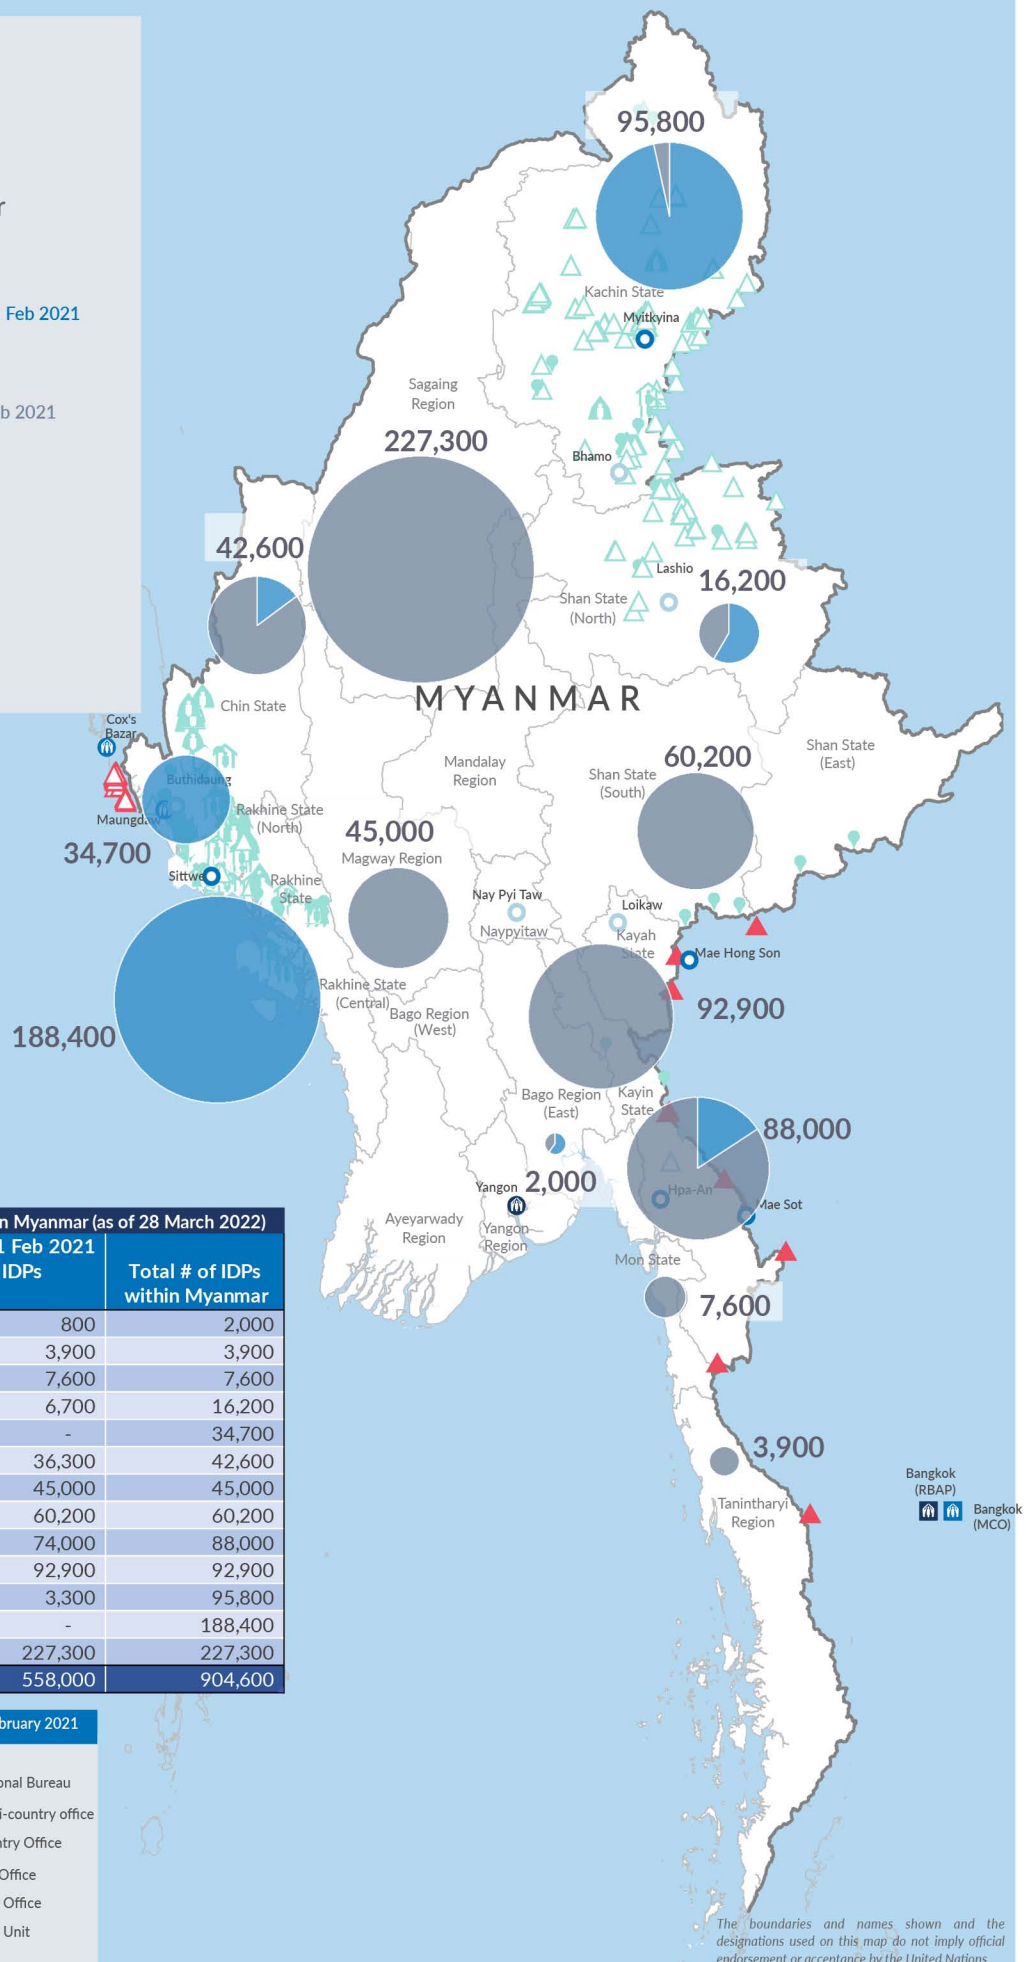 r
Feb 2021
b 2021
95,800
Kachin State
Myitkyina
Sagaing
Region
227,300
Bhamo
42,600
Lashio
16,200
Shan State
(North)
MYANMAR
Chin State
Cox's
Bazar
Buthidaung
Maungdaw
Rakhine State
(North)
34,700
Sittwe
Rakhine
State
Mandalay
Region
60,200
Shan State
(South)
Shan State
(East)
45,000
Magway Region
Nay Pyi Taw
Naypyitaw
Loikaw
Kayah
State
Mae Hong Son
92,900
Rakhine State
(Central)
188,400
Bago Region
(West)
Bago Region
(East)
Kayin
State
88,000
2,000
Yangon
Yangon
Region
Ayeyarwady
Region
Hpa-An
Mae Sot
Mon State
7,600
3,900
Tanintharyi
Region
Bangkok
(RBAP)
Bangkok
(MCO)
n Myanmar (as of 28 March 2022)
1 Feb 2021
IDPs
Total # of IDPs
within Myanmar
800 2,000
3,900 3,900
7,600 7,600
6,700 16,200
- 34,700
36,300 42,600
45,000 45,000
60,200 60,200
74,000 88,000
92,900 92,900
3,300 95,800
- 188,400
227,300 227,300
558,000 904,600
bruary 2021
onal Bureau
i-country office
ntry Office
Office
Office
Unit
The boundaries and names shown and the
designations used on this map do not imply official
endorsement or acceptance by the United Nations